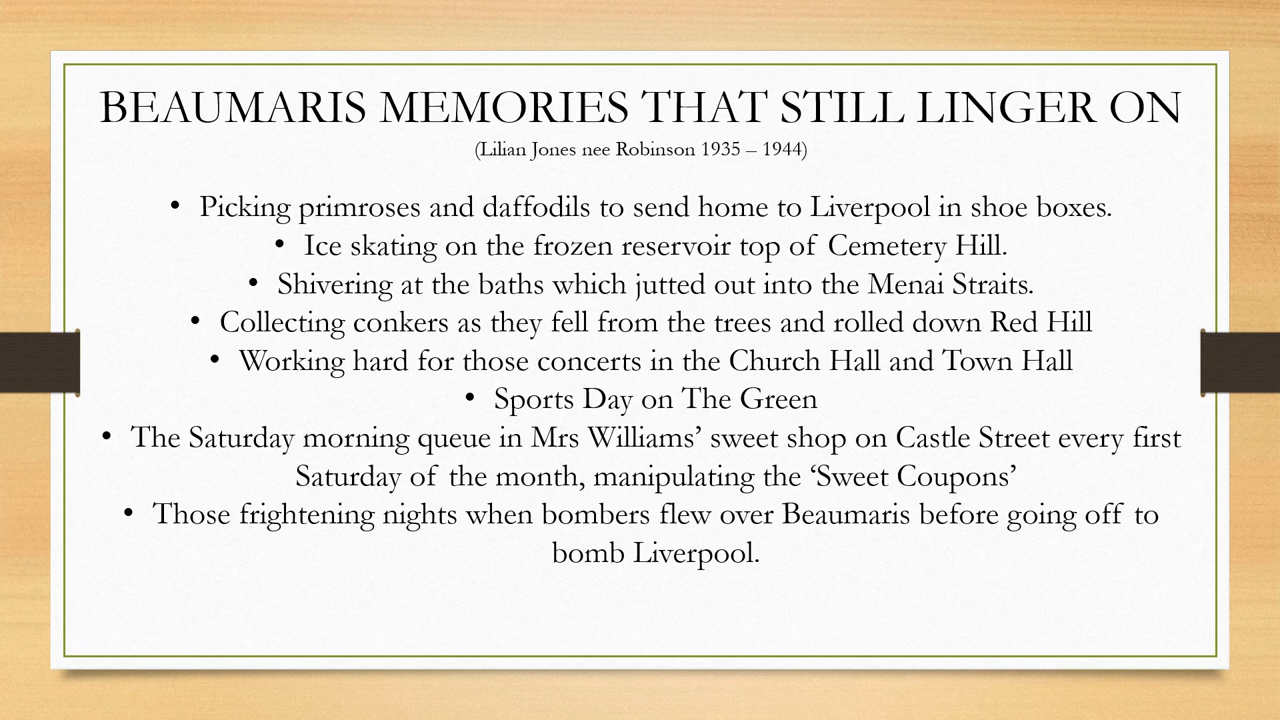 BEAUMARIS MEMORIES THAT STILL LINGER ON
(Lilian Jones nee Robinson 1935 – 1944)
• Picking primroses and daffodils to send home to Liverpool in shoe boxes.
• Ice skating on the frozen reservoir top of Cemetery Hill.
• Shivering at the baths which jutted out into the Menai Straits.
• Collecting conkers as they fell from the trees and rolled down Red Hill
• Working hard for those concerts in the Church Hall and Town Hall
• Sports Day on The Green
• The Saturday morning queue in Mrs Williams’ sweet shop on Castle Street every first
Saturday of the month, manipulating the ‘Sweet Coupons’
• Those frightening nights when bombers flew over Beaumaris before going off to
bomb Liverpool.